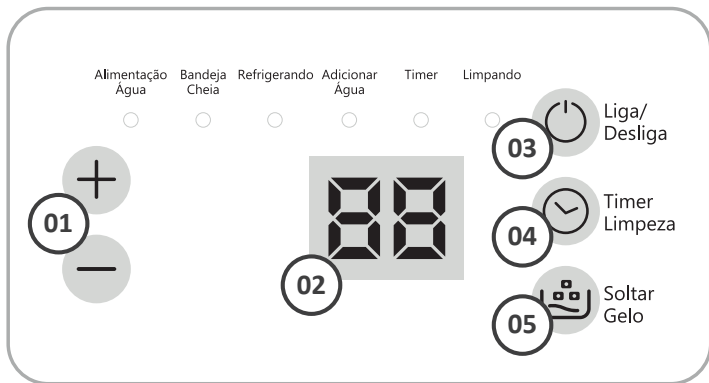 Alimentação Água
Bandeja Cheia
Refrigerando
Adicionar Água
Timer
Limpando
03
Liga/
Desliga
01
88
02
04
Timer
Limpeza
05
Soltar
Gelo